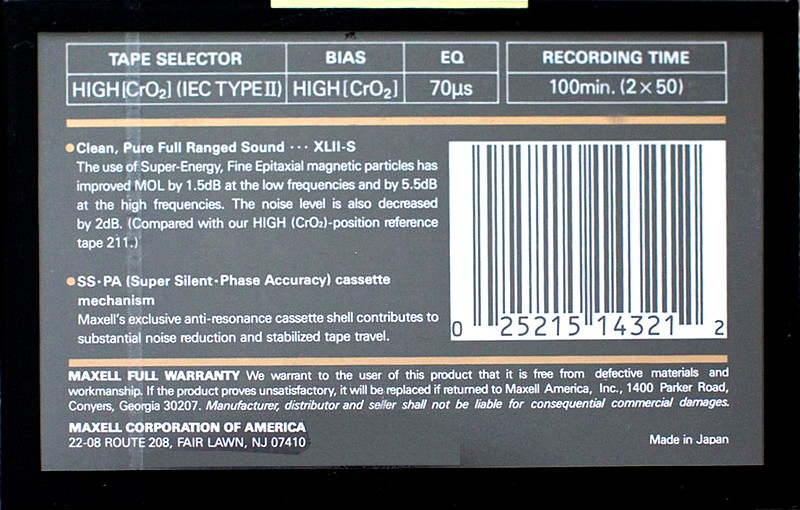 TAPE SELECTOR BIAS EQ RECORDING TIME
HIGH [CrO₂] (IEC TYPE II) HIGH [CrO₂] 70μs 100min. (2 × 50)
Clean, Pure Full Ranged Sound ··· XLII-S
The use of Super-Energy, Fine Epitaxial magnetic particles has
improved MOL by 1.5dB at the low frequencies and by 5.5dB
at the high frequencies. The noise level is also decreased
by 2dB. (Compared with our HIGH (CrO₂)-position reference
tape 211.)
SS·PA (Super Silent·Phase Accuracy) cassette
mechanism
Maxell's exclusive anti-resonance cassette shell contributes to
substantial noise reduction and stabilized tape travel.
0 25215 14321 2
MAXELL FULL WARRANTY We warrant to the user of this product that it is free from defective materials and
workmanship. If the product proves unsatisfactory, it will be replaced if returned to Maxell America, Inc., 1400 Parker Road,
Conyers, Georgia 30207. Manufacturer, distributor and seller shall not be liable for consequential commercial damages.
MAXELL CORPORATION OF AMERICA
22-08 ROUTE 208, FAIR LAWN, NJ 07410
Made in Japan